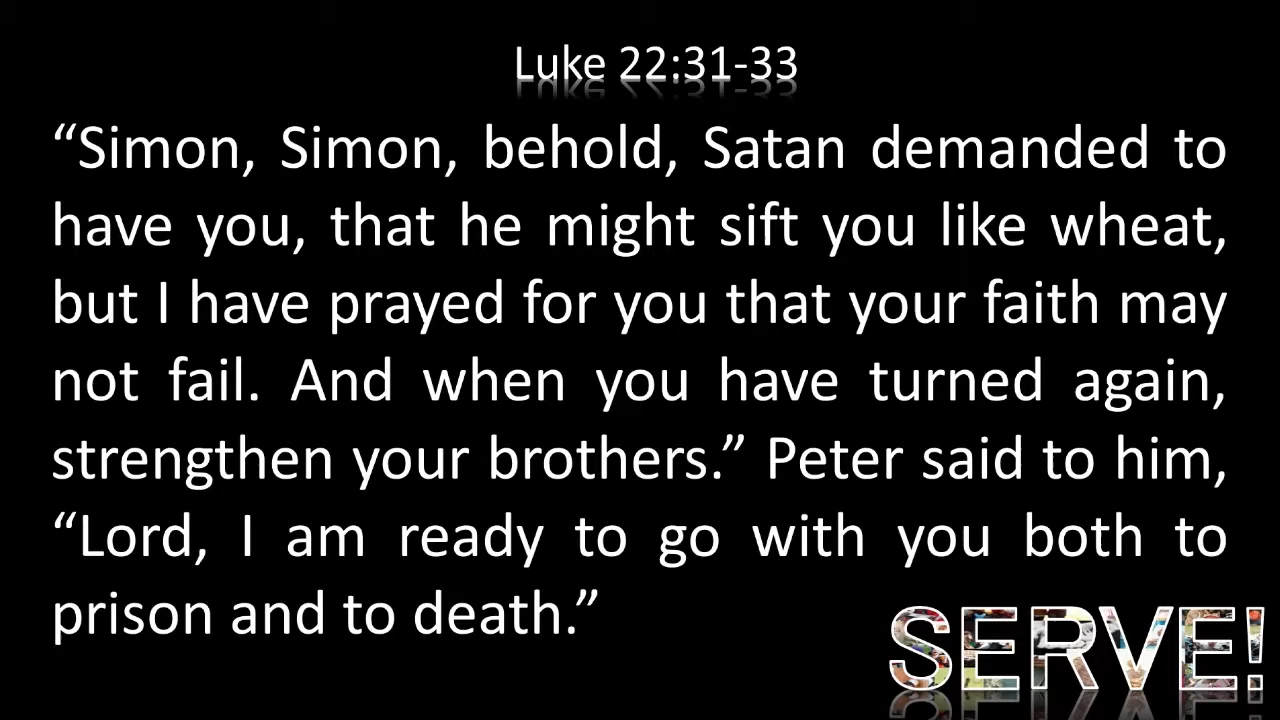 Luke 22:31-33
“Simon, Simon, behold, Satan demanded to
have you, that he might sift you like wheat,
but I have prayed for you that your faith may
not fail. And when you have turned again,
strengthen your brothers.” Peter said to him,
“Lord, I am ready to go with you both to
prison and to death.”
SERVE!